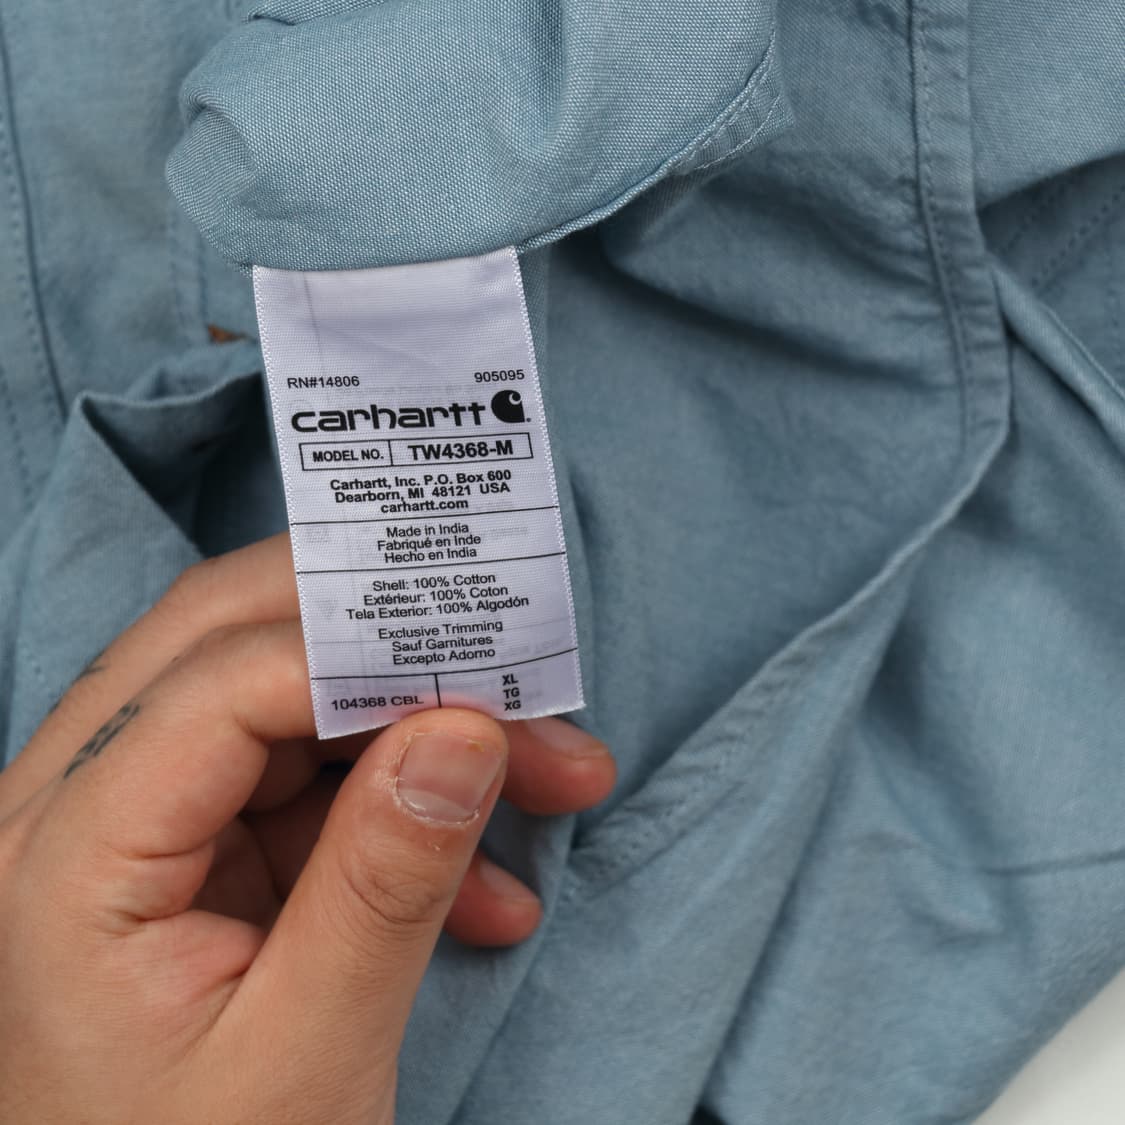 RN#14806 905095
carhartt
MODEL NO. TW4368-M
Carhartt, Inc. P.O. Box 600
Dearborn, MI 48121 USA
carhartt.com
Made in India
Fabriqué en Inde
Hecho en India
Shell: 100% Cotton
Extérieur: 100% Coton
Tela Exterior: 100% Algodón
Exclusive Trimming
Sauf Garnitures
Excepto Adorno
104368 CBL
XL
TG
XG